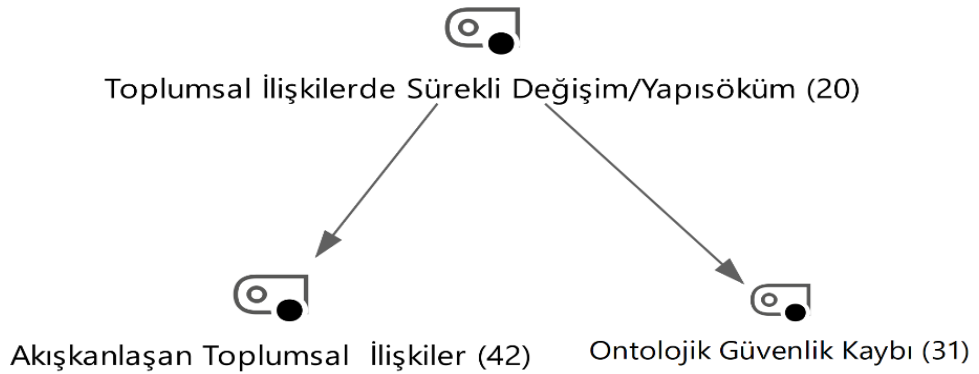 Toplumsal İlişkilerde Sürekli Değişim/Yapısöküm (20)
Akışkanlaşan Toplumsal İlişkiler (42)
Ontolojik Güvenlik Kaybı (31)